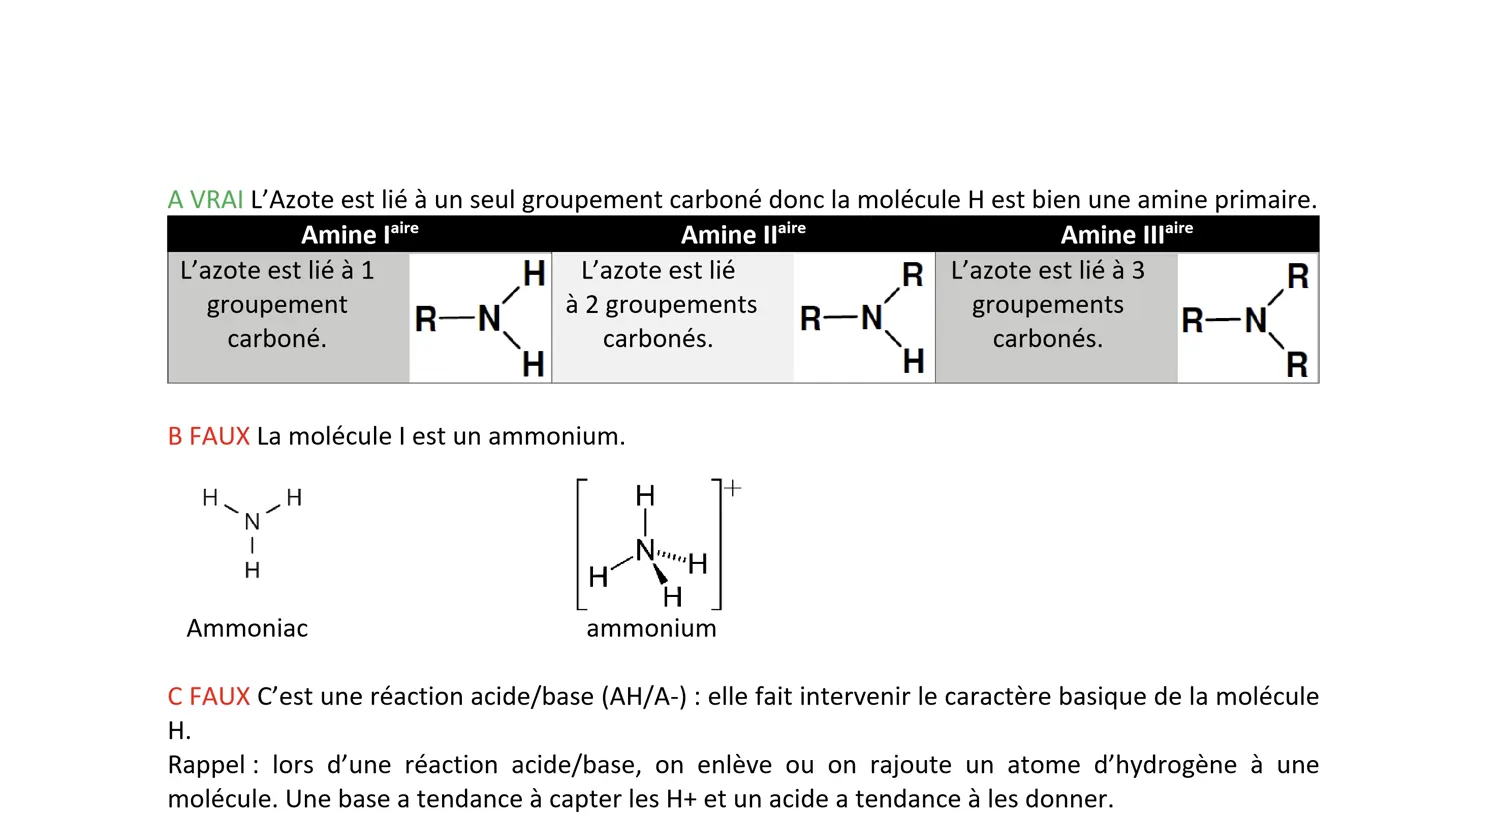 A VRAI L’Azote est lié à un seul groupement carboné donc la molécule H est bien une amine primaire.
Amine Iaire
Amine IIaire
Amine IIIaire
L’azote est lié à 1
groupement
carboné.
H
R—N
H
L’azote est lié
à 2 groupements
carbonés.
R
R—N
H
L’azote est lié à 3
groupements
carbonés.
R
R—N
R
B FAUX La molécule I est un ammonium.
H H
N
H
Ammoniac
H
N
H
H
H
+
ammonium
C FAUX C’est une réaction acide/base (AH/A-) : elle fait intervenir le caractère basique de la molécule
H.
Rappel : lors d’une réaction acide/base, on enlève ou on rajoute un atome d’hydrogène à une
molécule. Une base a tendance à capter les H+ et un acide a tendance à les donner.